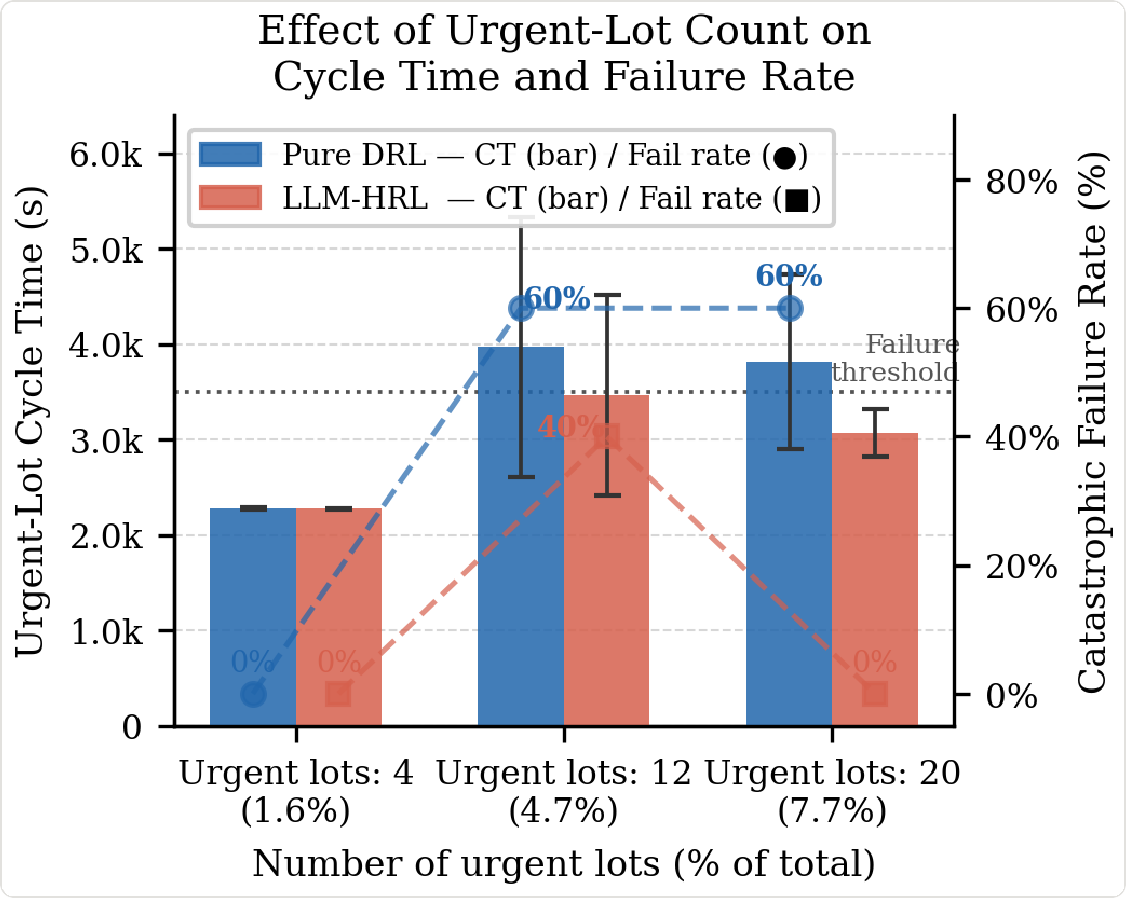 Effect of Urgent-Lot Count on
Cycle Time and Failure Rate
Pure DRL — CT (bar) / Fail rate (●)
LLM-HRL — CT (bar) / Fail rate (■)
Urgent-Lot Cycle Time (s)
6.0k
5.0k
4.0k
3.0k
2.0k
1.0k
0
60%
60%
Failure
threshold
40%
0%
0%
0%
80%
60%
40%
20%
0%
Catastrophic Failure Rate (%)
Urgent lots: 4
(1.6%)
Urgent lots: 12
(4.7%)
Urgent lots: 20
(7.7%)
Number of urgent lots (% of total)